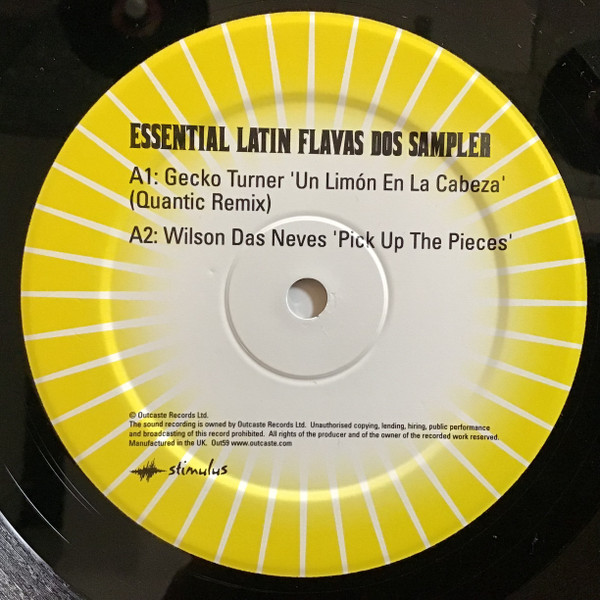 ESSENTIAL LATIN FLAVAS DOS SAMPLER
A1: Gecko Turner 'Un Limón En La Cabeza'
(Quantic Remix)
A2: Wilson Das Neves 'Pick Up The Pieces'
© Outcaste Records Ltd.
The sound recording is owned by Outcaste Records Ltd. Unauthorised copying, lending, hiring, public performance
and broadcasting of this record prohibited. All rights of the producer and of the owner of the recorded work reserved.
Manufactured in the UK. Out59 www.outcaste.com
stimulus